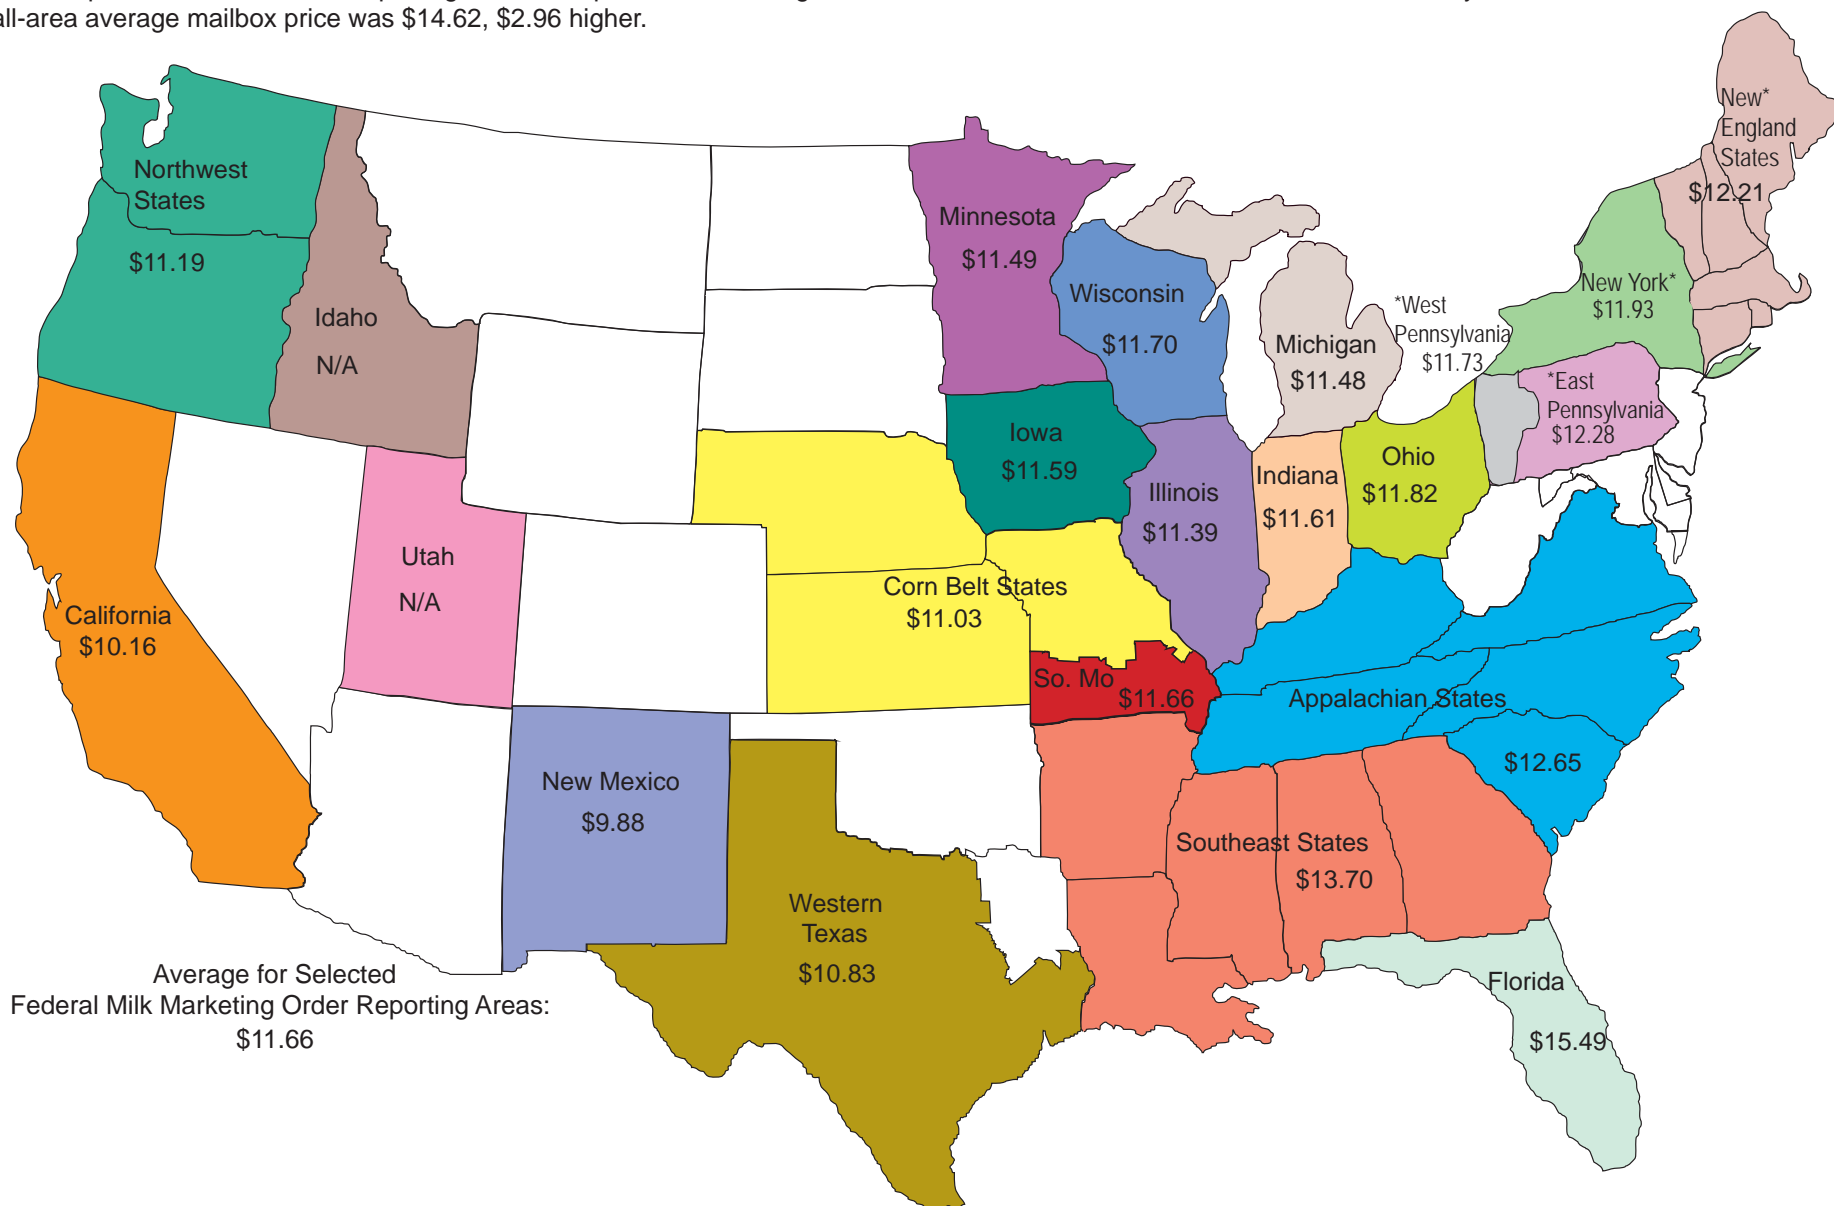 all-area average mailbox price was $14.62, $2.96 higher.
New*
England
States
$12.21
Northwest
States
$11.19
Minnesota
$11.49
Idaho
N/A
Wisconsin
$11.70
Michigan
$11.48
*West
Pennsylvania
$11.73
New York*
$11.93
*East
Pennsylvania
$12.28
Iowa
$11.59
Illinois
$11.39
Indiana
$11.61
Ohio
$11.82
Utah
N/A
Corn Belt States
$11.03
California
$10.16
So. Mo
$11.66
Appalachian States
$12.65
New Mexico
$9.88
Southeast States
$13.70
Western
Texas
$10.83
Florida
$15.49
Average for Selected
Federal Milk Marketing Order Reporting Areas:
$11.66